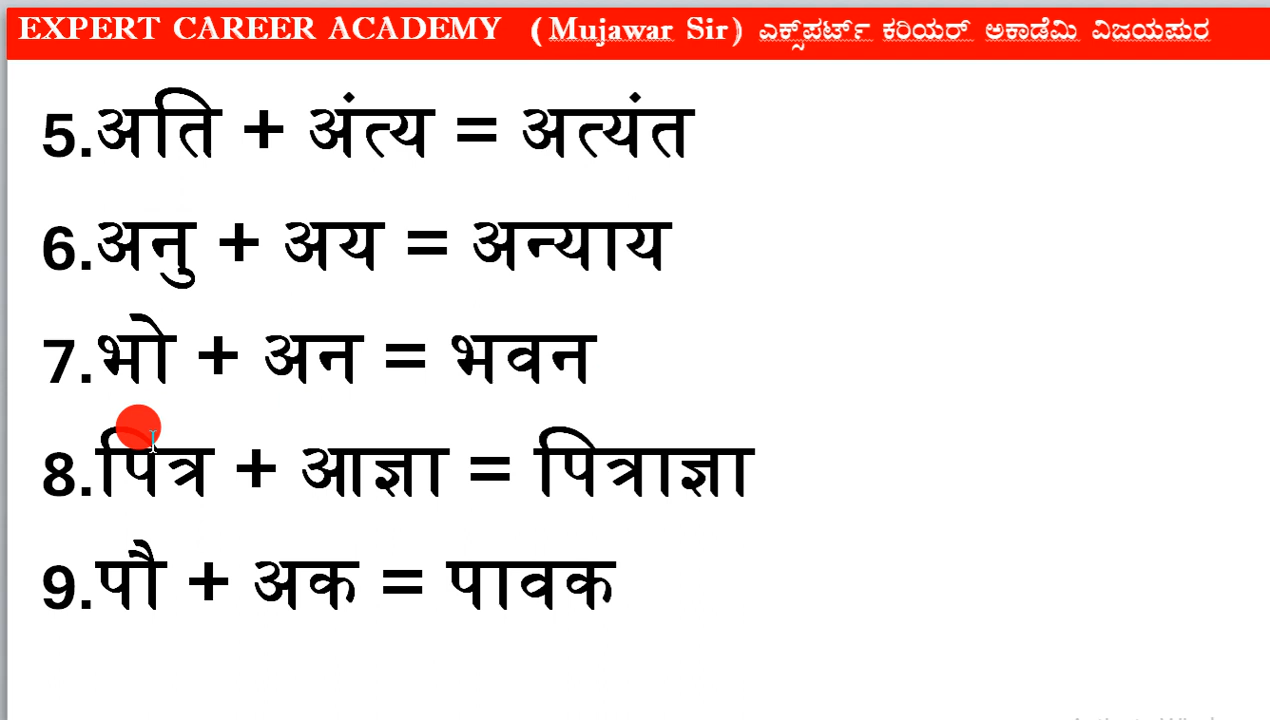 EXPERT CAREER ACADEMY (Mujawar Sir) ಎಕ್ಸ್‌ಪರ್ಟ್ ಕರಿಯರ್ ಅಕಾಡೆಮಿ ವಿಜಯಪುರ
5.अति + अंत्य = अत्यंत
6.अनु + अय = अन्याय
7.भो + अन = भवन
8.पित्र + आज्ञा = पित्राज्ञा
9.पौ + अक = पावक